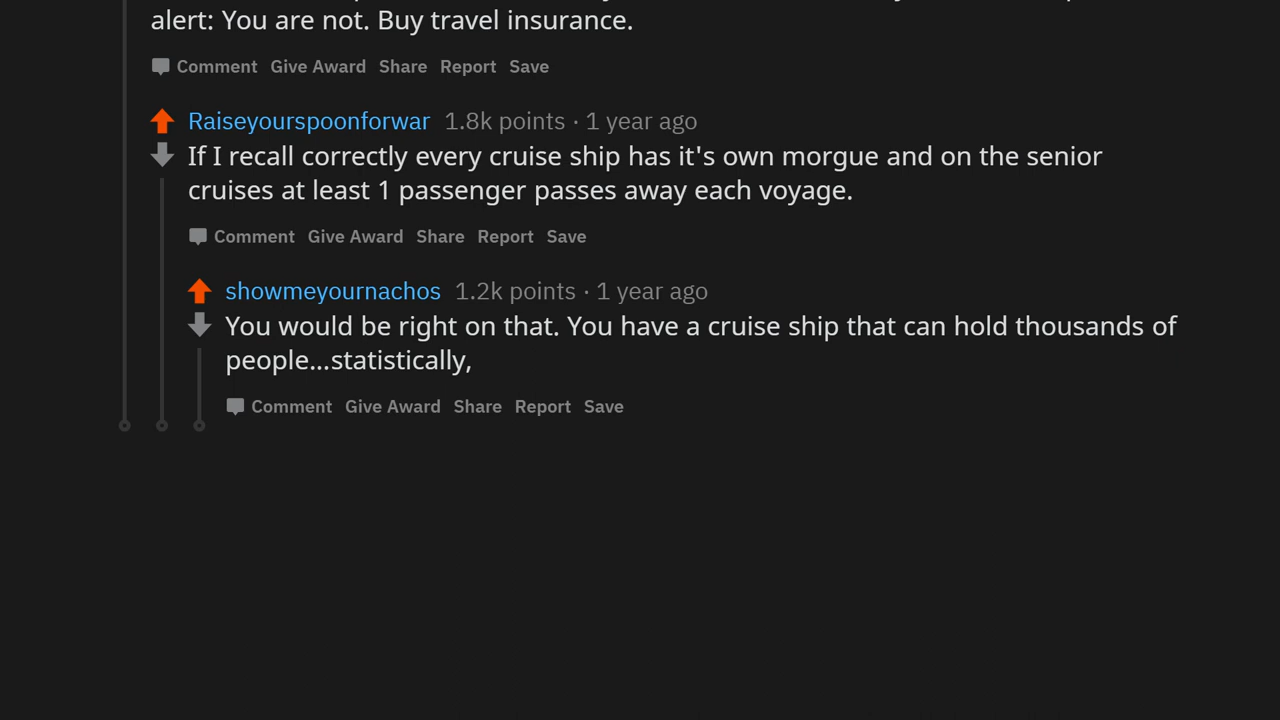 alert: You are not. Buy travel insurance.
Comment Give Award Share Report Save
Raiseyourspoonforwar 1.8k points · 1 year ago
If I recall correctly every cruise ship has it's own morgue and on the senior
cruises at least 1 passenger passes away each voyage.
Comment Give Award Share Report Save
showmeyournachos 1.2k points · 1 year ago
You would be right on that. You have a cruise ship that can hold thousands of
people...statistically,
Comment Give Award Share Report Save